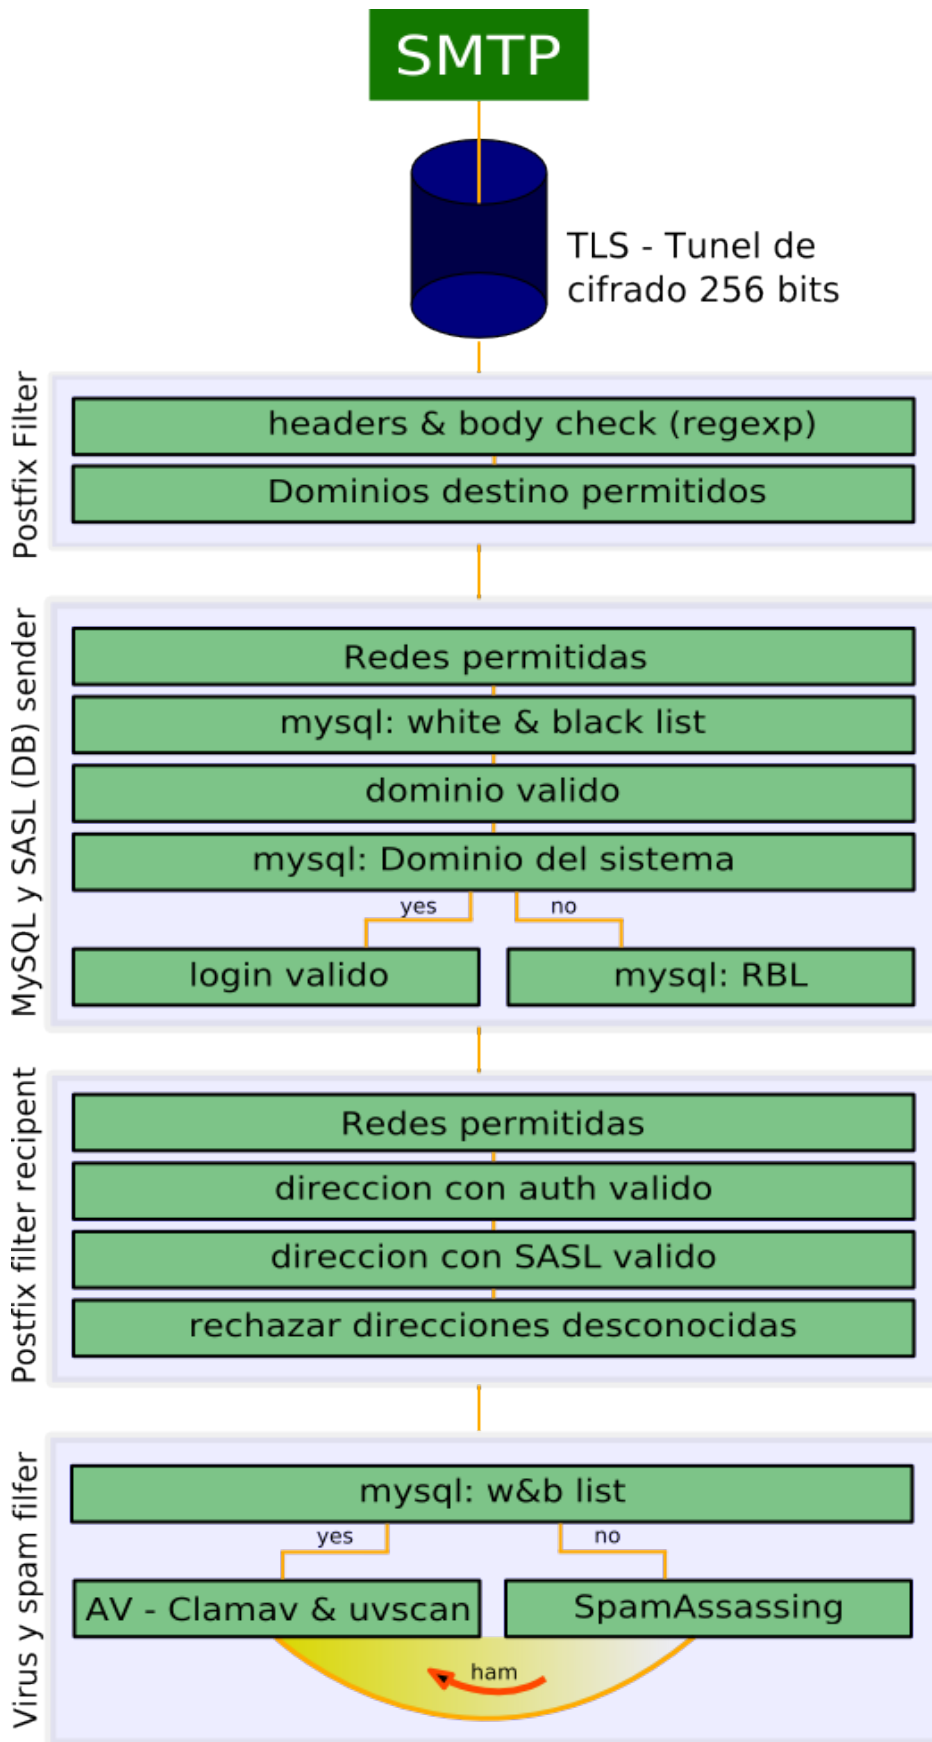 SMTP
TLS - Tunel de
cifrado 256 bits
Postfix Filter
headers & body check (regexp)
Dominios destino permitidos
MySQL y SASL (DB) sender
Redes permitidas
mysql: white & black list
dominio valido
mysql: Dominio del sistema
yes
no
login valido
mysql: RBL
Postfix filter recipent
Redes permitidas
direccion con auth valido
direccion con SASL valido
rechazar direcciones desconocidas
Virus y spam filfer
mysql: w&b list
yes
no
AV - Clamav & uvscan
SpamAssassing
ham